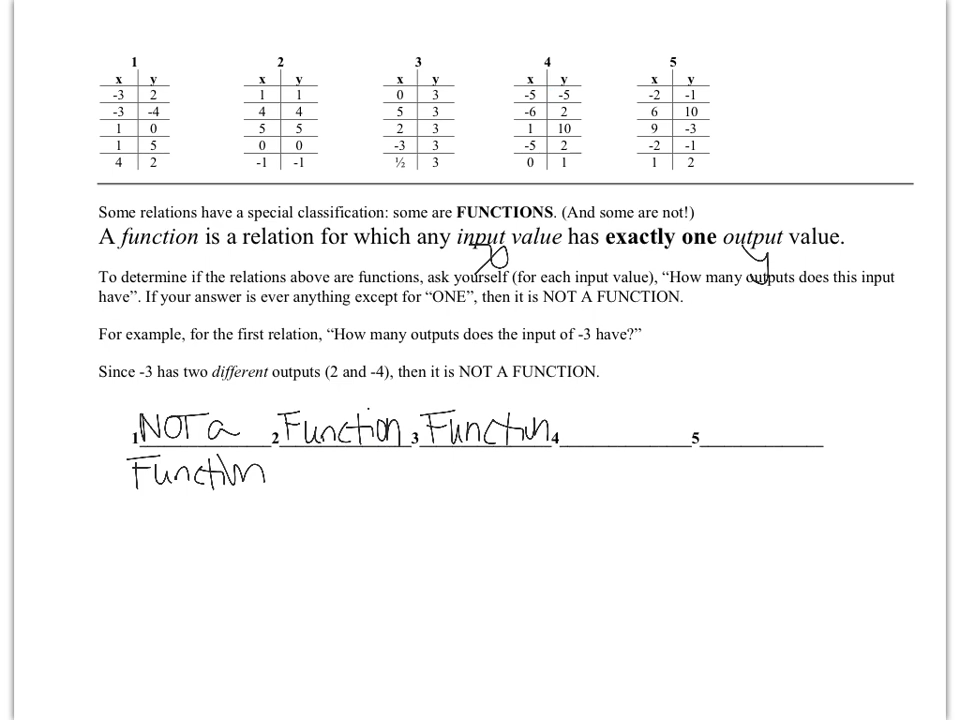 1 2 3 4 5
x y x y x y x y x y
-3 2 1 1 0 3 -5 -5 -2 -1
-3 -4 4 4 5 3 -6 2 6 10
1 0 5 5 2 3 1 10 9 -3
1 5 0 0 -3 3 -5 2 -2 -1
4 2 -1 -1 ½ 3 0 1 1 2
Some relations have a special classification: some are FUNCTIONS. (And some are not!)
A function is a relation for which any input value has exactly one output value.
x y
To determine if the relations above are functions, ask yourself (for each input value), “How many outputs does this input
have”. If your answer is ever anything except for “ONE”, then it is NOT A FUNCTION.
For example, for the first relation, “How many outputs does the input of -3 have?”
Since -3 has two different outputs (2 and -4), then it is NOT A FUNCTION.
1 NOT a 2 Function 3 Function 4 5
Function